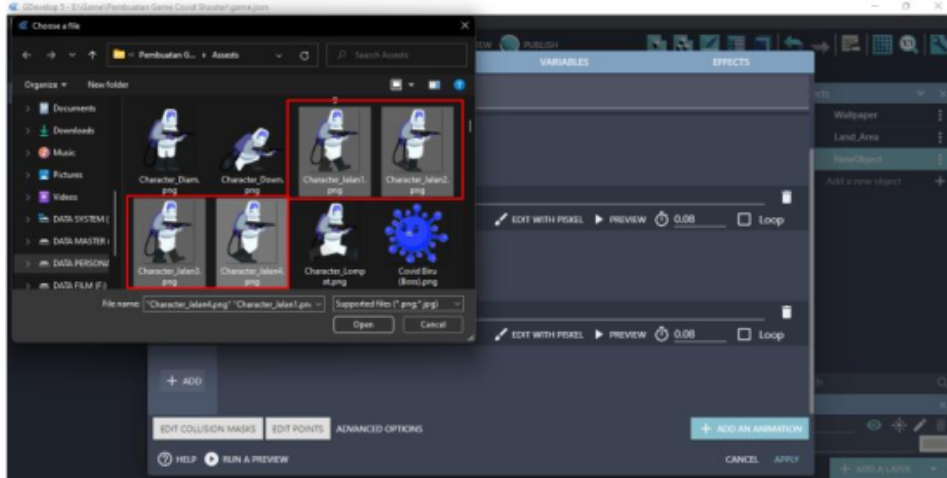 GDevelop 5 - E:\Game\Pembuatan Game Covid Shooter\game.json
Choose a file
Pembuatan G... > Assests
Search Assests
Organize
New folder
Documents
Downloads
Music
Pictures
Videos
DATA SYSTEM (
DATA MASTER
DATA PERSONA
DATA FILM (F:)
Character_Diam.
png
Character_Down.
png
Character_Jalan1.
png
Character_Jalan2.
png
Character_Jalan3.
png
Character_Jalan4.
png
Character_Lomp
at.png
Covid Biru
(Boss).png
File name:
"Character_Jalan4.png" "Character_Jalan1.pn
Supported files (*.png;*.jpg)
Open
Cancel
PUBLISH
VARIABLES
EFFECTS
EDIT WITH PISKEL
PREVIEW
0.08
Loop
EDIT WITH PISKEL
PREVIEW
0.08
Loop
+ ADD
EDIT COLLISION MASKS
EDIT POINTS
ADVANCED OPTIONS
+ ADD AN ANIMATION
HELP
RUN A PREVIEW
CANCEL
APPLY
Wallpaper
Land_Area
NewObject
Add a new object
+ ADD A LAYER